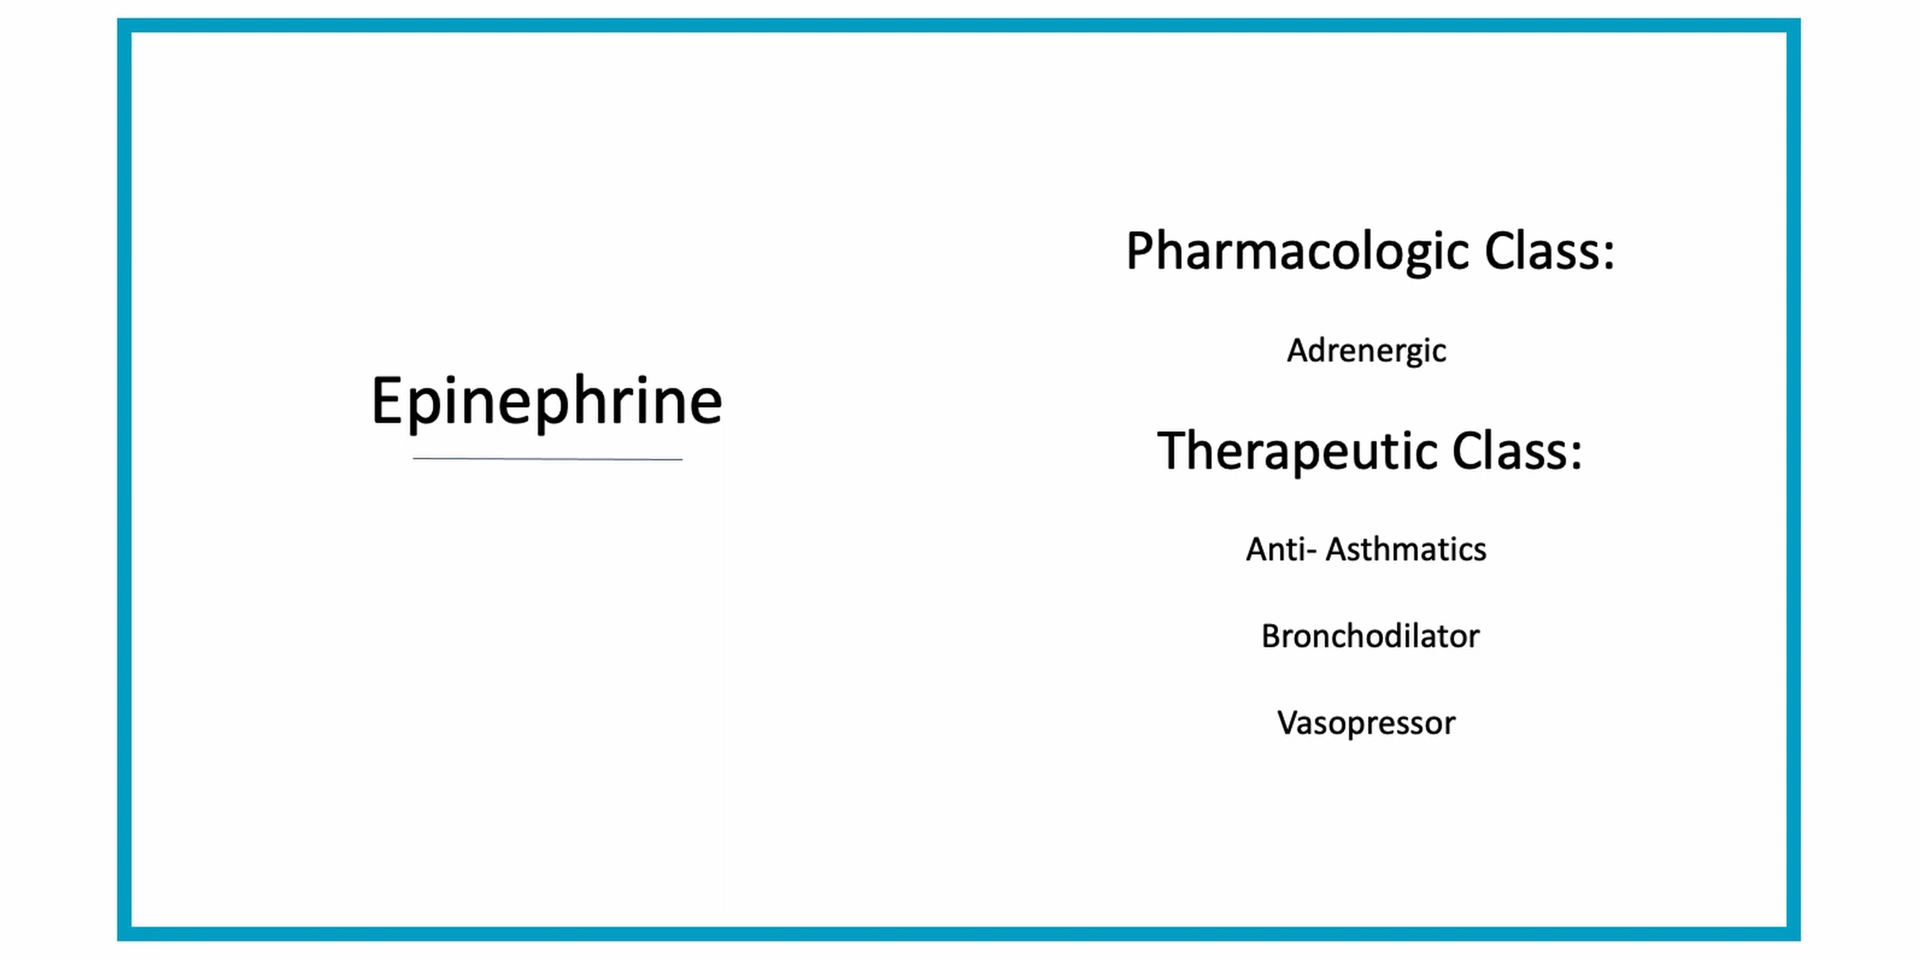 Epinephrine
Pharmacologic Class:
Adrenergic
Therapeutic Class:
Anti- Asthmatics
Bronchodilator
Vasopressor